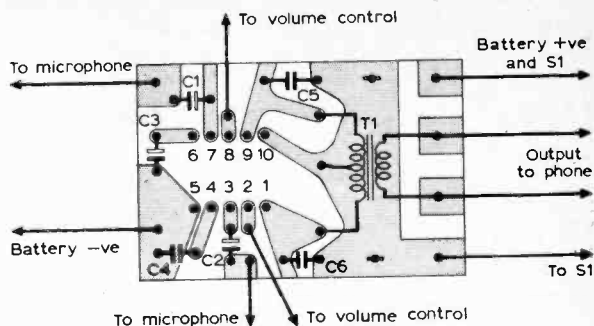 To volume control
Battery +ve
and S1
To microphone
C1
C5
C3
T1
6 7 8 9 10
5 4 3 2 1
Output
to phone
Battery -ve
C4
C2
C6
To S1
To microphone
To volume control